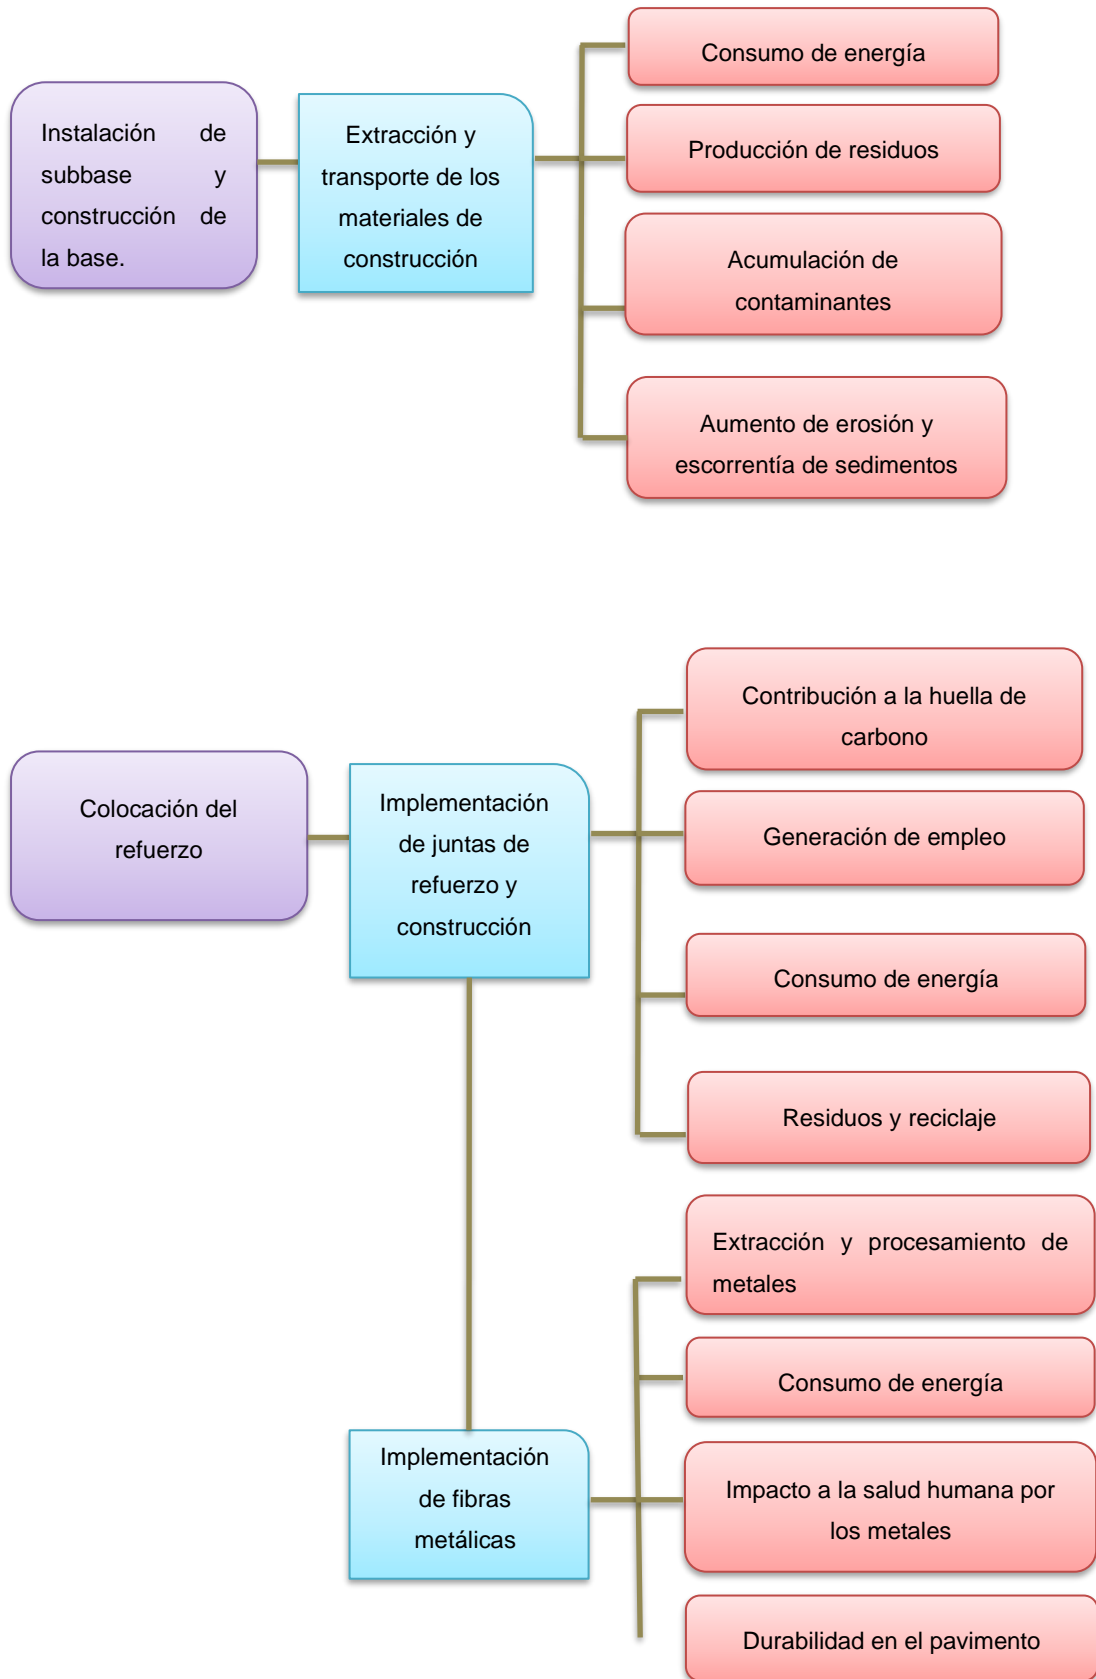 Instalación de
subbase y
construcción de
la base.
Extracción y
transporte de los
materiales de
construcción
Consumo de energía
Producción de residuos
Acumulación de
contaminantes
Aumento de erosión y
escorrentía de sedimentos
Colocación del
refuerzo
Implementación
de juntas de
refuerzo y
construcción
Contribución a la huella de
carbono
Generación de empleo
Consumo de energía
Residuos y reciclaje
Implementación
de fibras
metálicas
Extracción y procesamiento de
metales
Consumo de energía
Impacto a la salud humana por
los metales
Durabilidad en el pavimento